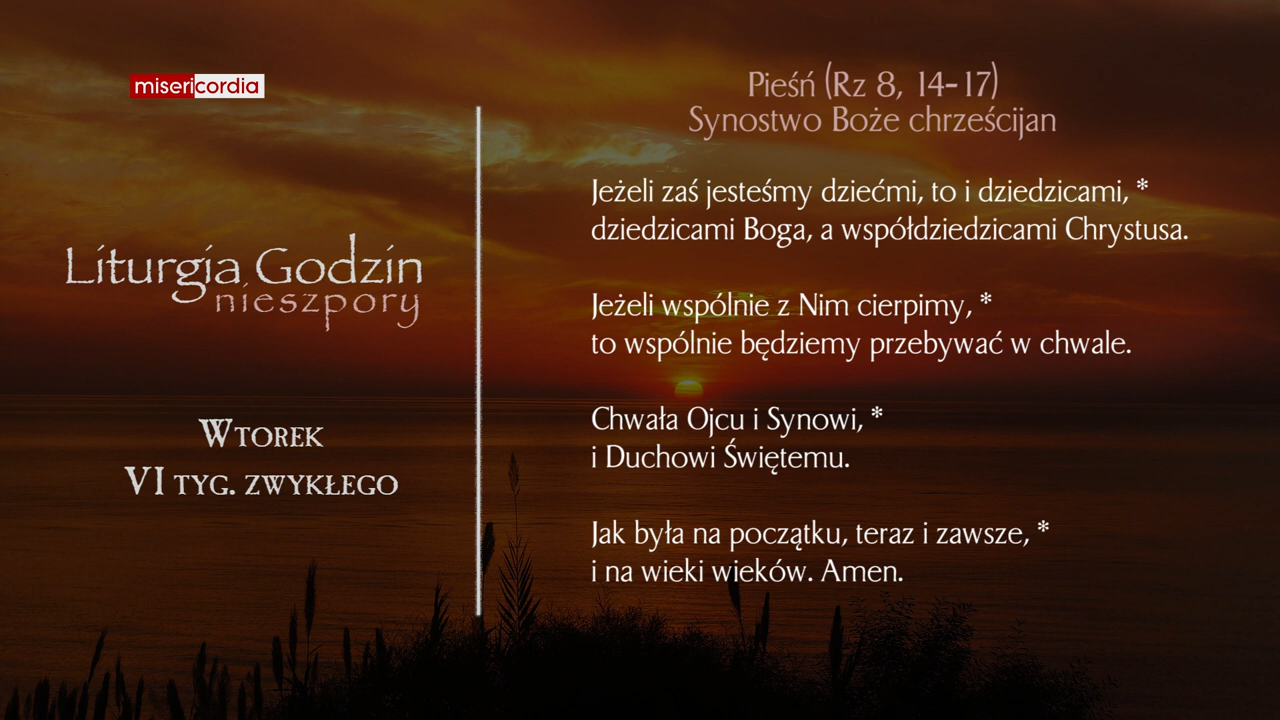 misericordia
Liturgia Godzin
nieszpory
Wtorek
VI tyg. zwykłego
Pieśń (Rz 8, 14-17)
Synostwo Boże chrześcijan
Jeżeli zaś jesteśmy dziećmi, to i dziedzicami, *
dziedzicami Boga, a współdziedzicami Chrystusa.
Jeżeli wspólnie z Nim cierpimy, *
to wspólnie będziemy przebywać w chwale.
Chwała Ojcu i Synowi, *
i Duchowi Świętemu.
Jak była na początku, teraz i zawsze, *
i na wieki wieków. Amen.